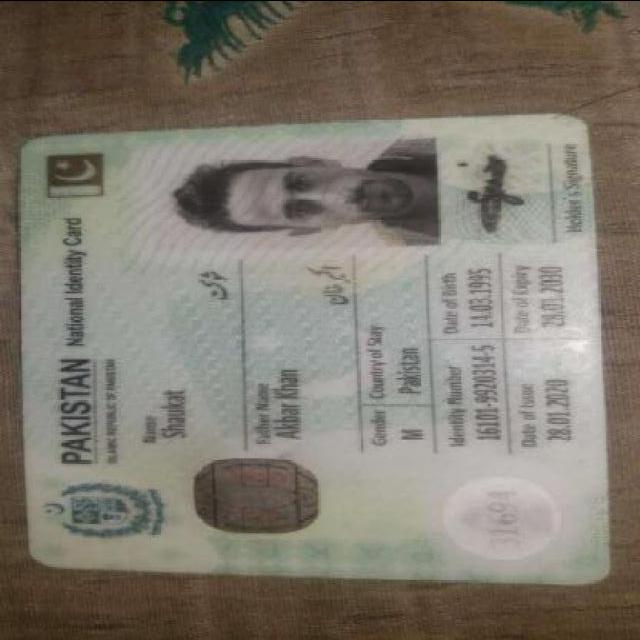 PAKISTAN National Identity Card
ISLAMIC REPUBLIC OF PAKISTAN
Name
Shaukat
شوکت
Father Name
Akbar Khan
اکبر خان
Gender Country of Stay
M Pakistan
Identity Number Date of Birth
16101-9920314-5 11.03.1995
Date of Issue Date of Expiry
28.01.2020 28.01.2030
Holder's Signature